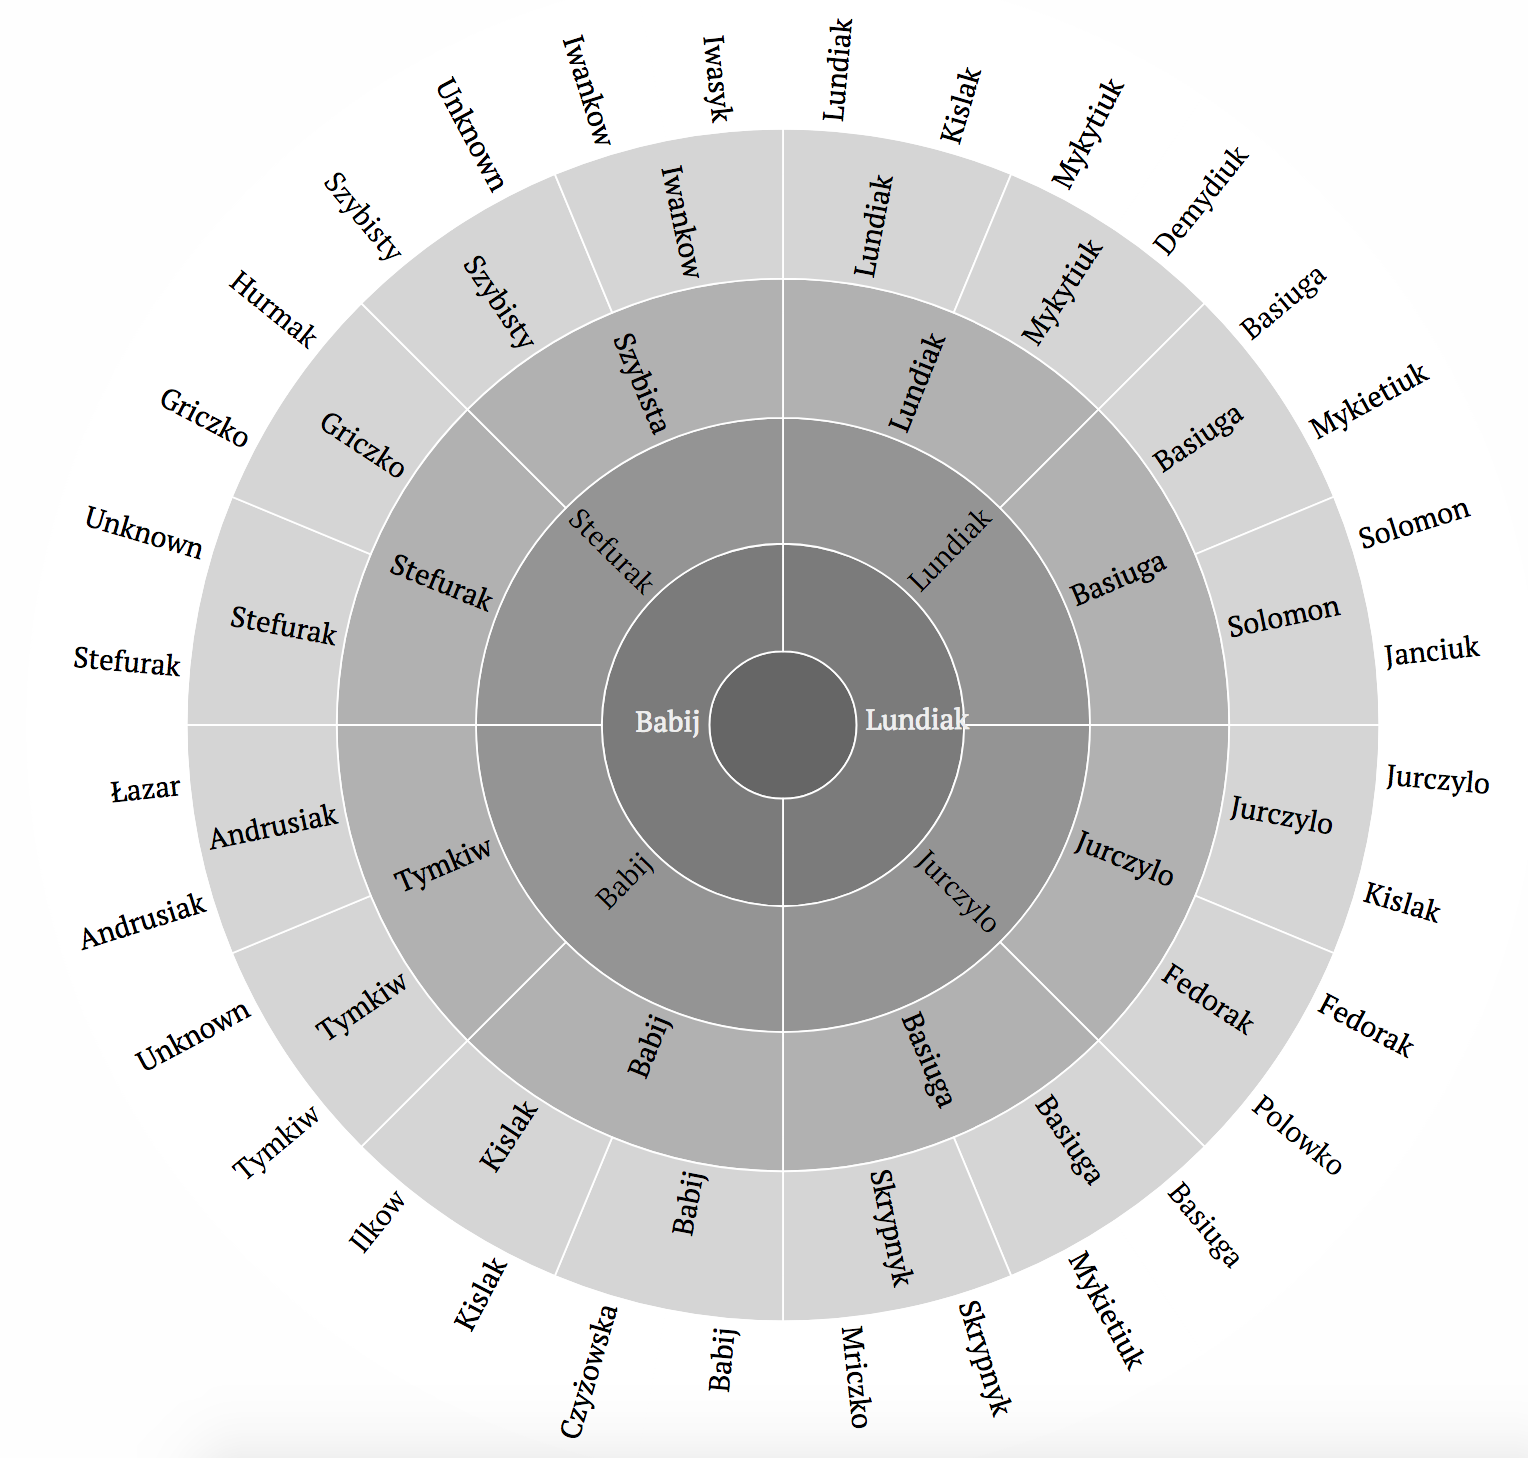 Babij
Lundiak
Stefurak
Lundiak
Jurczylo
Babij
Szybista
Lundiak
Basiuga
Jurczylo
Basiuga
Babij
Tymkiw
Stefurak
Iwankow
Lundiak
Mykytiuk
Basiuga
Solomon
Jurczylo
Fedorak
Basiuga
Skrypnyk
Babij
Kislak
Tymkiw
Andrusiak
Stefurak
Griczko
Szybisty
Iwasyk
Lundiak
Kislak
Mykytiuk
Demydiuk
Basiuga
Mykietiuk
Solomon
Janciuk
Jurczylo
Kislak
Fedorak
Polowko
Basiuga
Mykietiuk
Skrypnyk
Mriczko
Babij
Czyżowska
Kislak
Ilkow
Tymkiw
Unknown
Andrusiak
Łazar
Stefurak
Unknown
Griczko
Hurmak
Szybisty
Unknown
Iwankow